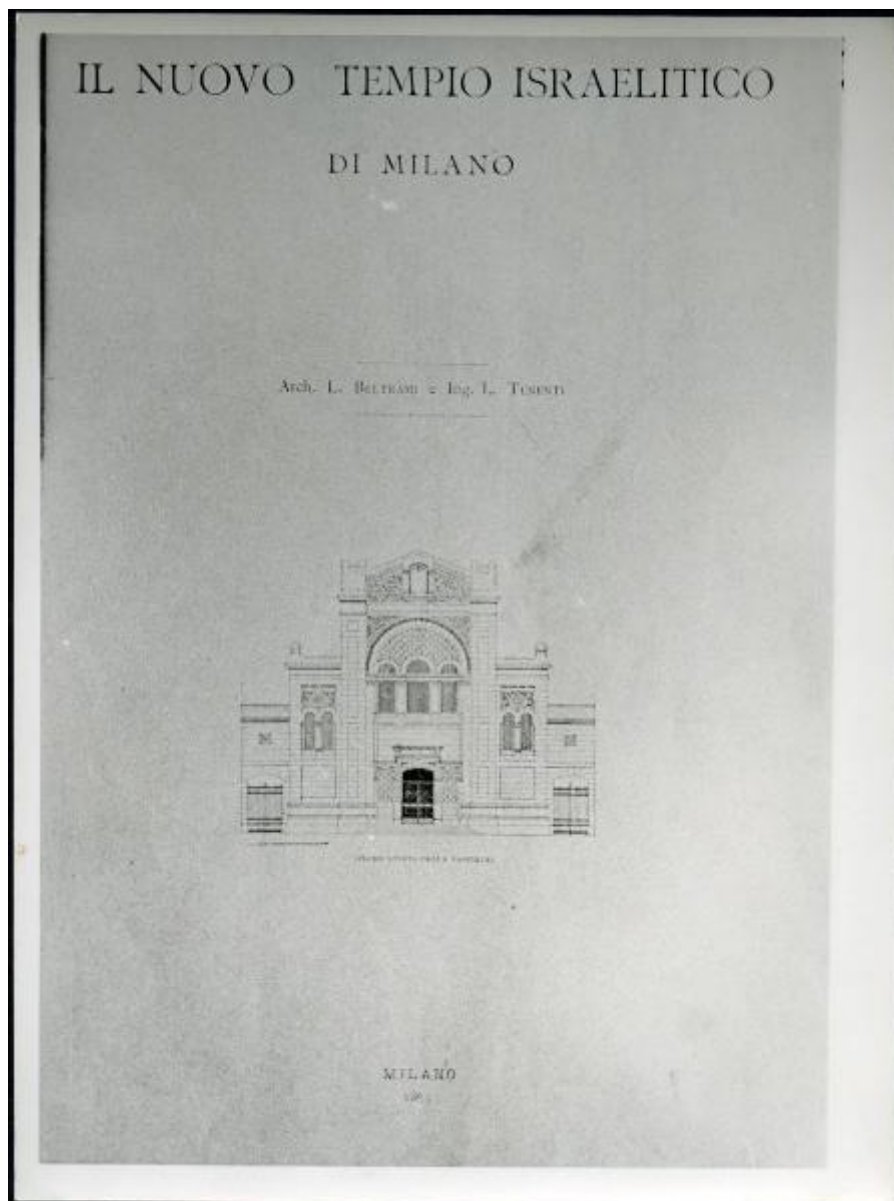 IL NUOVO TEMPIO ISRAELITICO
DI MILANO
Arch. L. BELTRAMI e Ing. L. TENENTI
MILANO